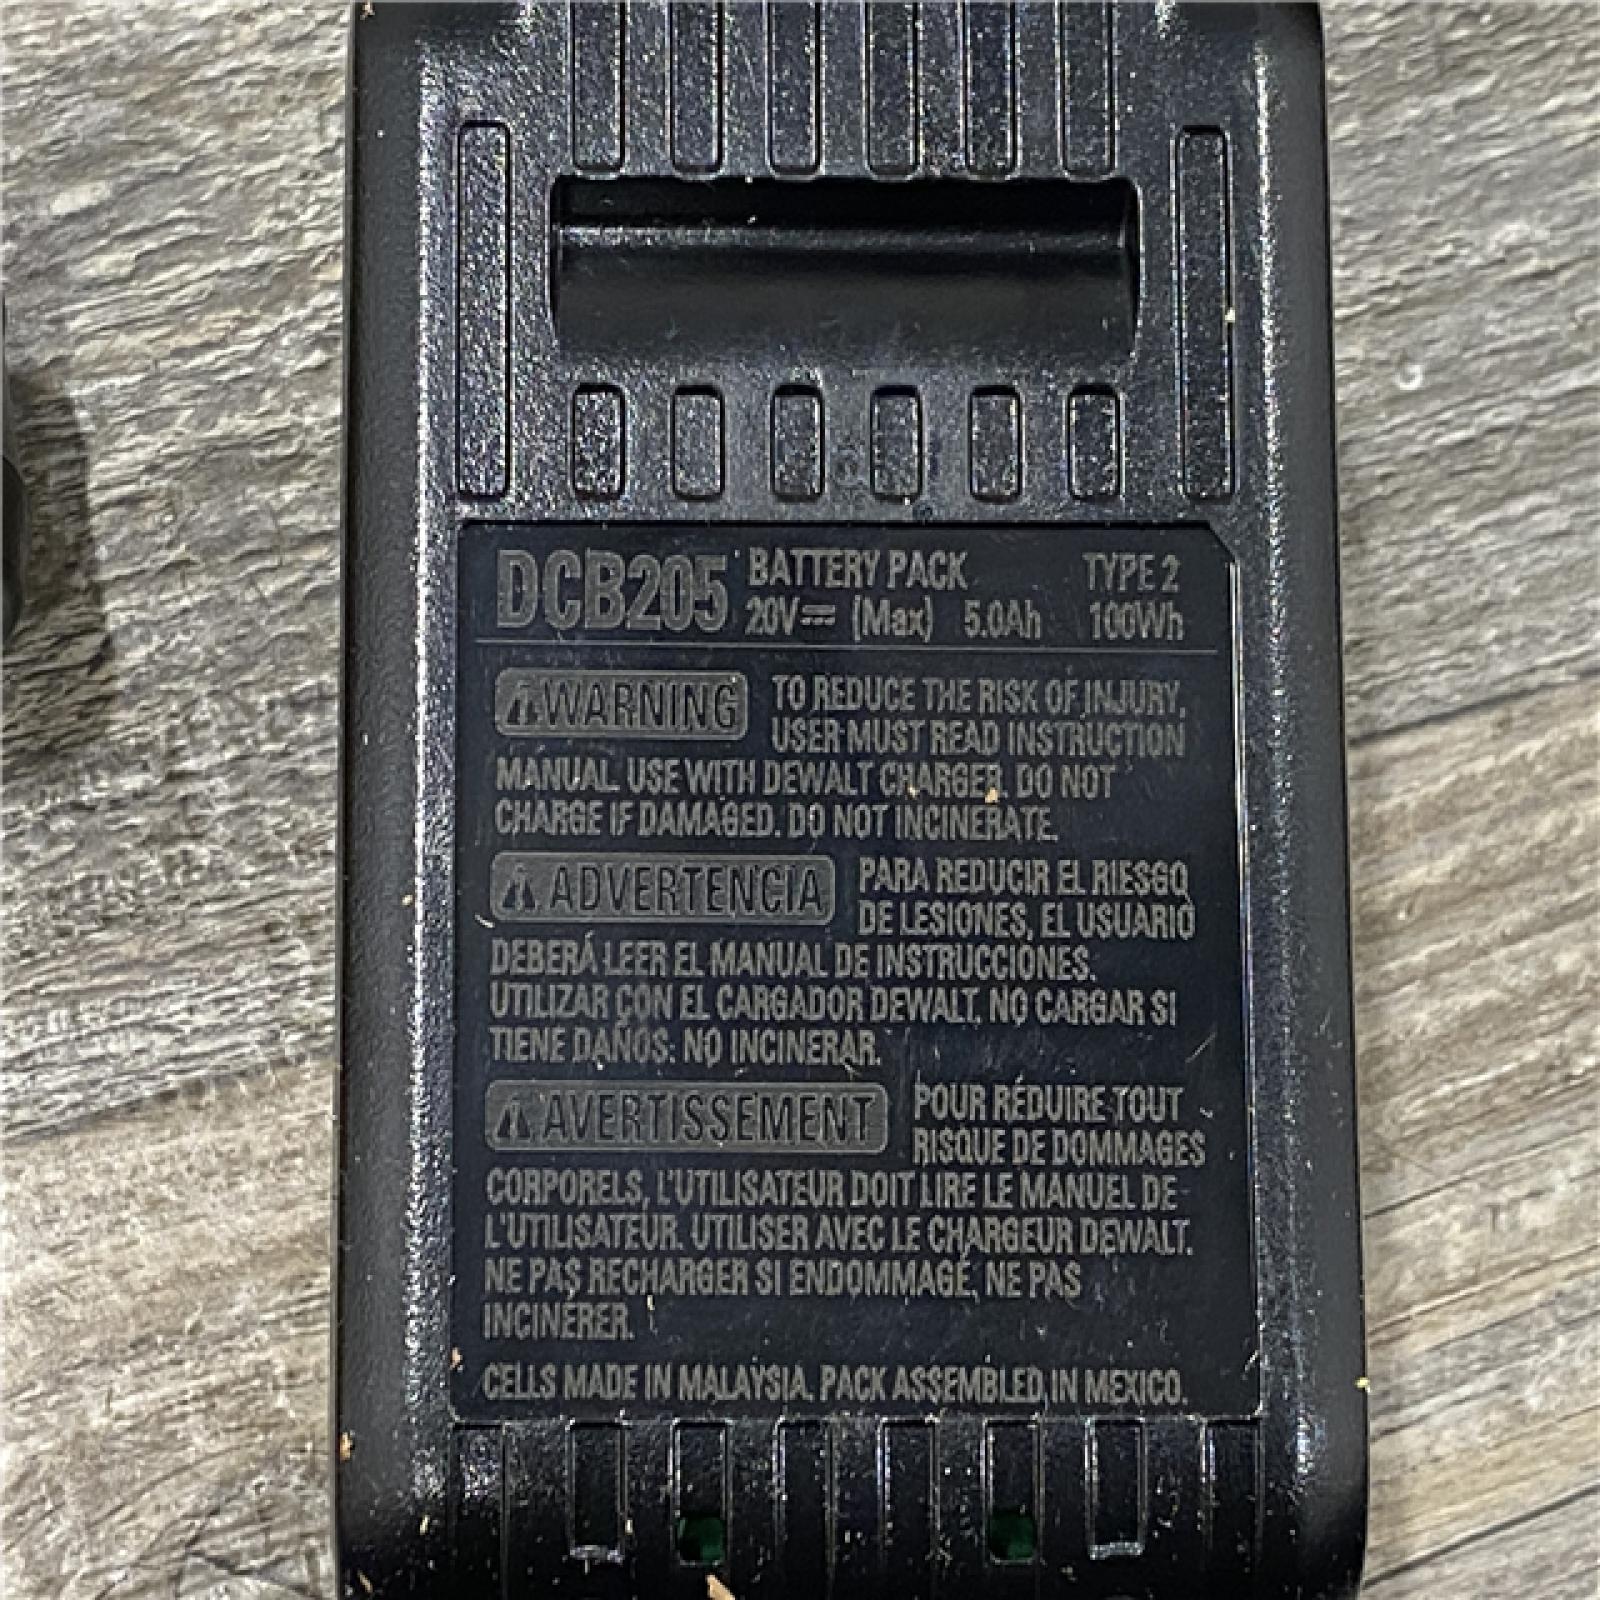 DCB205 BATTERY PACK TYPE 2
20V⎓ (Max) 5.0Ah 100Wh
⚠WARNING TO REDUCE THE RISK OF INJURY,
USER MUST READ INSTRUCTION
MANUAL. USE WITH DEWALT CHARGER. DO NOT
CHARGE IF DAMAGED. DO NOT INCINERATE.
⚠ADVERTENCIA PARA REDUCIR EL RIESGO
DE LESIONES, EL USUARIO
DEBERÁ LEER EL MANUAL DE INSTRUCCIONES.
UTILIZAR CON EL CARGADOR DEWALT. NO CARGAR SI
TIENE DAÑOS. NO INCINERAR.
⚠AVERTISSEMENT POUR RÉDUIRE TOUT
RISQUE DE DOMMAGES
CORPORELS, L'UTILISATEUR DOIT LIRE LE MANUEL DE
L'UTILISATEUR. UTILISER AVEC LE CHARGEUR DEWALT.
NE PAS RECHARGER SI ENDOMMAGÉ, NE PAS
INCINÉRER.
CELLS MADE IN MALAYSIA. PACK ASSEMBLED IN MEXICO.